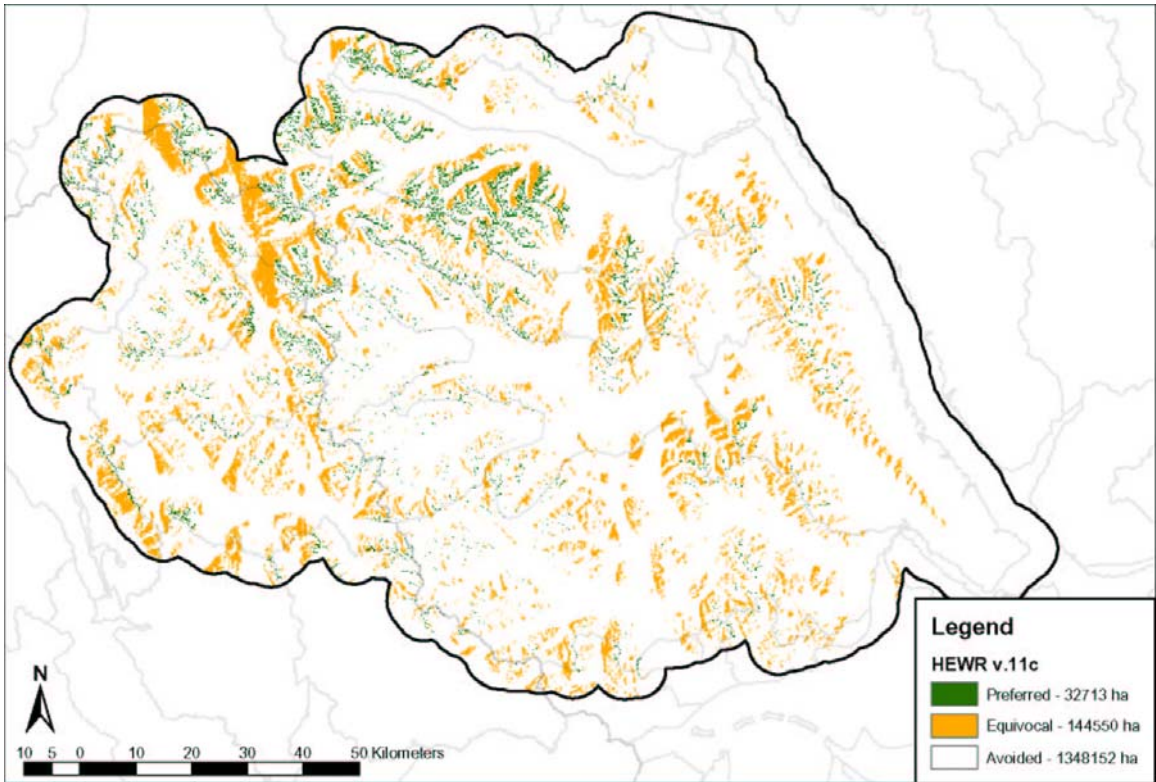 Legend
HEWR v.11c
Preferred - 32713 ha
Equivocal - 144550 ha
Avoided - 1348152 ha
N
10 5 0 10 20 30 40 50 Kilometers